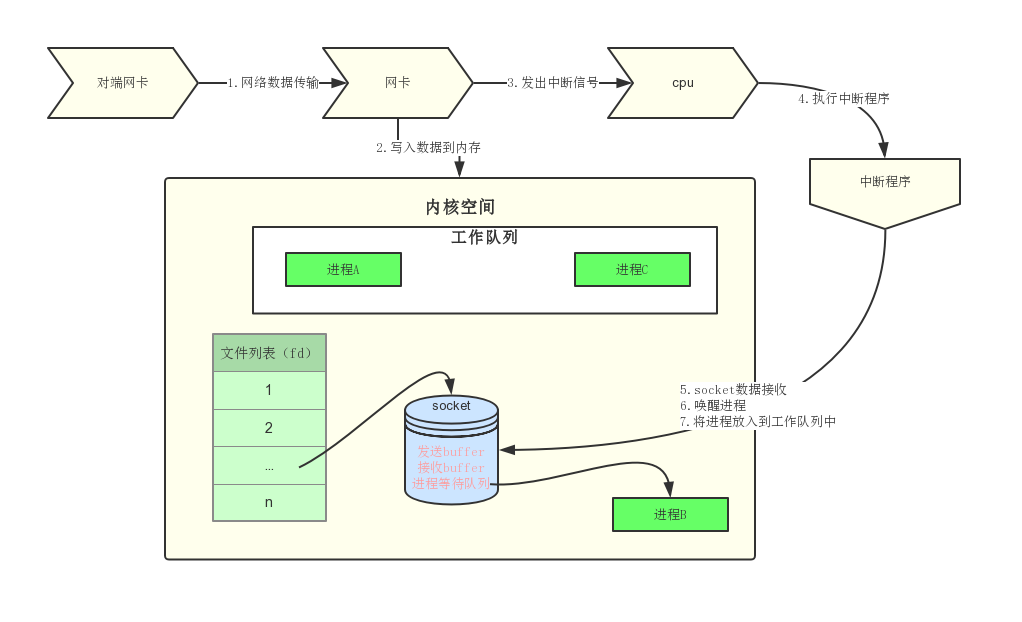 对端网卡
1.网络数据传输
网卡
3.发出中断信号
cpu
4.执行中断程序
2.写入数据到内存
中断程序
内核空间
工作队列
进程A
进程C
文件列表（fd）
1
2
...
n
socket
发送buffer
接收buffer
进程等待队列
5.socket数据接收
6.唤醒进程
7.将进程放入到工作队列中
进程B